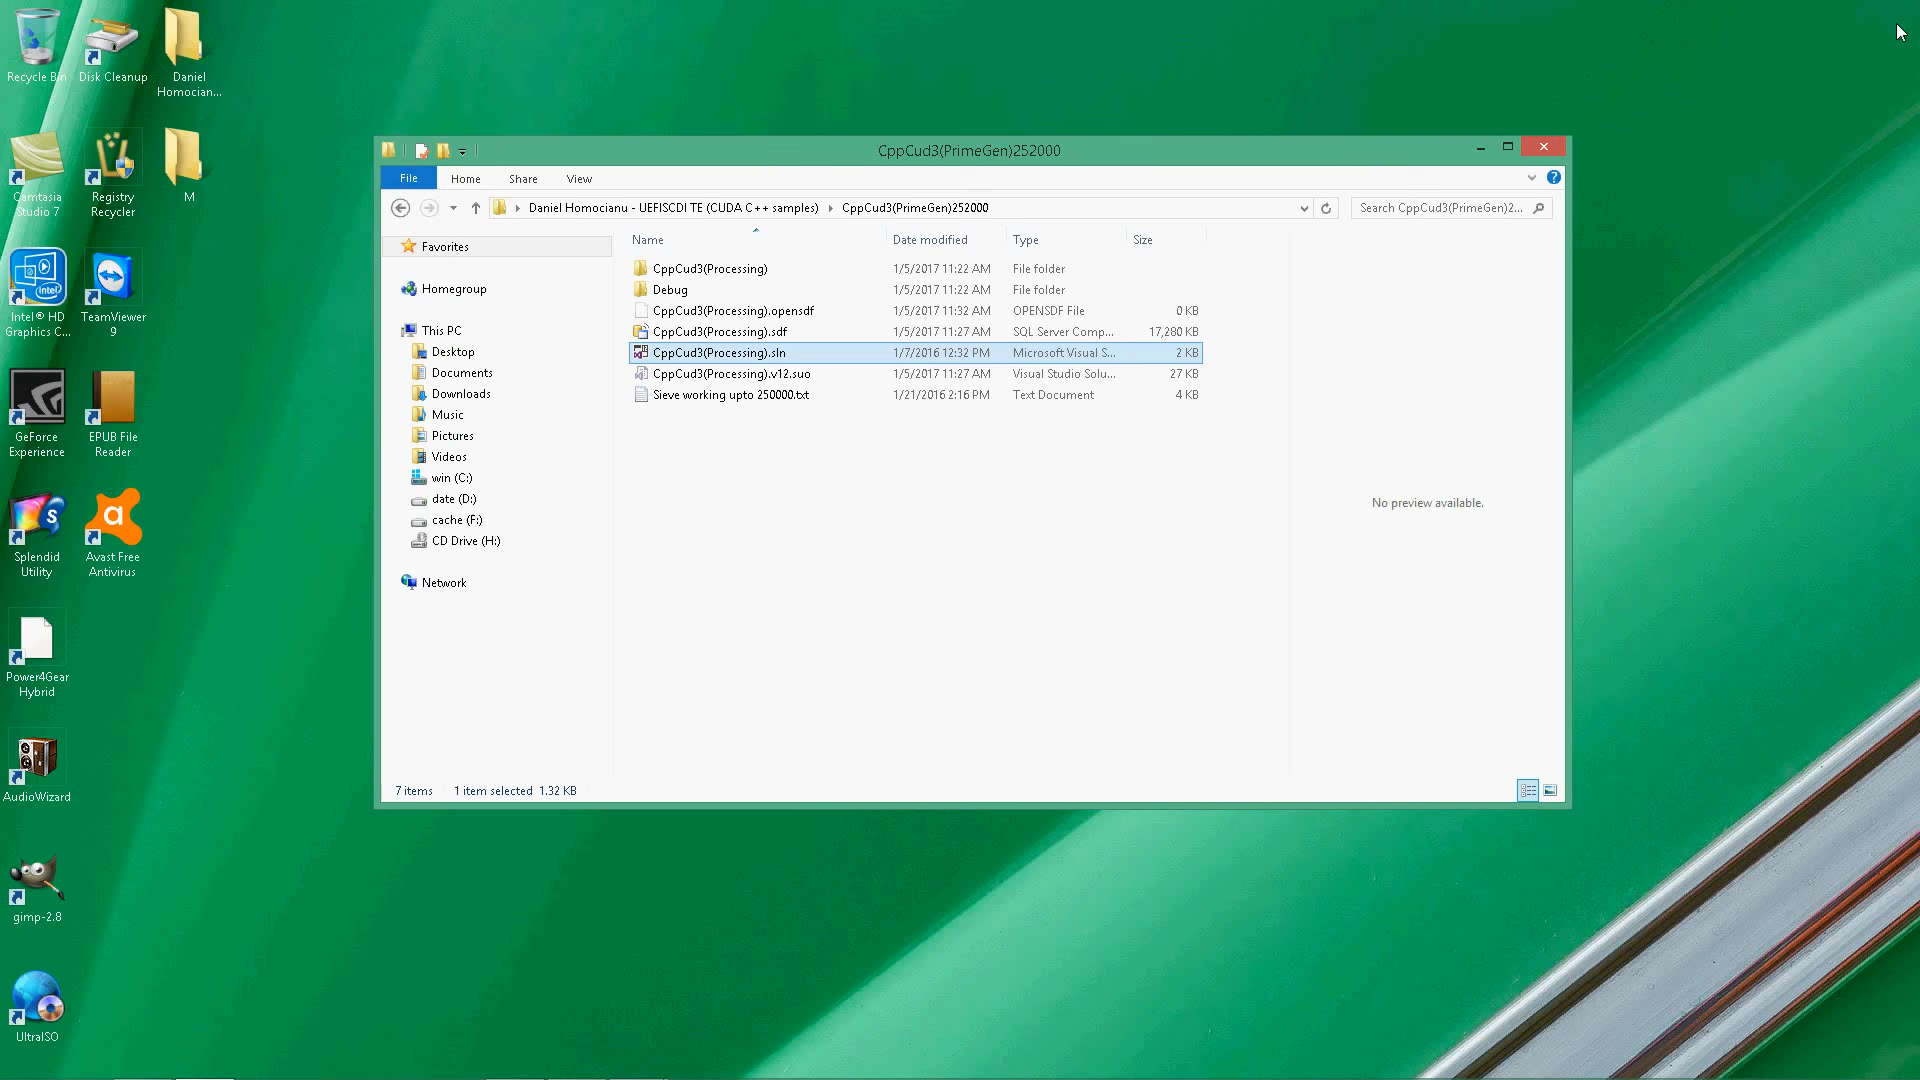 Recycle Bin
Disk Cleanup
Daniel
Homocian...
Camtasia
Studio 7
Registry
Recycler
M
Intel® HD
Graphics C...
TeamViewer
9
GeForce
Experience
EPUB File
Reader
Splendid
Utility
Avast Free
Antivirus
Power4Gear
Hybrid
AudioWizard
gimp-2.8
UltraISO
CppCud3(PrimeGen)252000
File Home Share View
Daniel Homocianu - UEFISCDI TE (CUDA C++ samples) CppCud3(PrimeGen)252000
Search CppCud3(PrimeGen)2...
Favorites
Homegroup
This PC
Desktop
Documents
Downloads
Music
Pictures
Videos
win (C:)
date (D:)
cache (F:)
CD Drive (H:)
Network
Name Date modified Type Size
CppCud3(Processing) 1/5/2017 11:22 AM File folder
Debug 1/5/2017 11:22 AM File folder
CppCud3(Processing).opensdf 1/5/2017 11:32 AM OPENSDF File 0 KB
CppCud3(Processing).sdf 1/5/2017 11:27 AM SQL Server Comp... 17,280 KB
CppCud3(Processing).sln 1/7/2016 12:32 PM Microsoft Visual S... 2 KB
CppCud3(Processing).v12.suo 1/5/2017 11:27 AM Visual Studio Solu... 27 KB
Sieve working upto 250000.txt 1/21/2016 2:16 PM Text Document 4 KB
No preview available.
7 items 1 item selected 1.32 KB